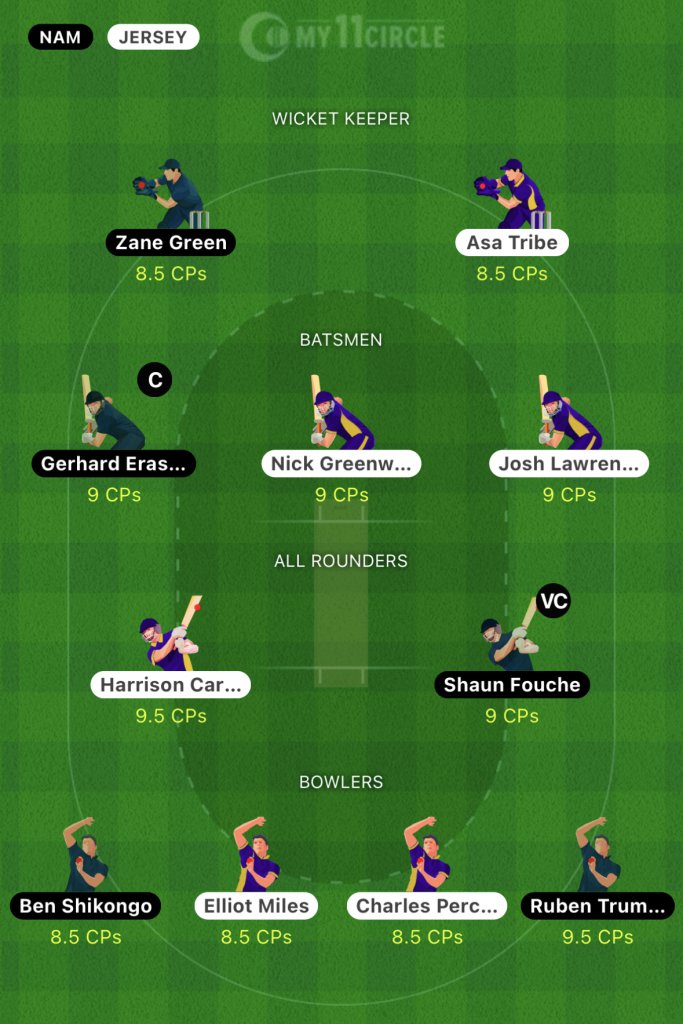 NAM JERSEY MY11CIRCLE
WICKET KEEPER
Zane Green Asa Tribe
8.5 CPs 8.5 CPs
BATSMEN
C
Gerhard Eras... Nick Greenw... Josh Lawren...
9 CPs 9 CPs 9 CPs
ALL ROUNDERS
VC
Harrison Car... Shaun Fouche
9.5 CPs 9 CPs
BOWLERS
Ben Shikongo Elliot Miles Charles Perc... Ruben Trum...
8.5 CPs 8.5 CPs 8.5 CPs 9.5 CPs